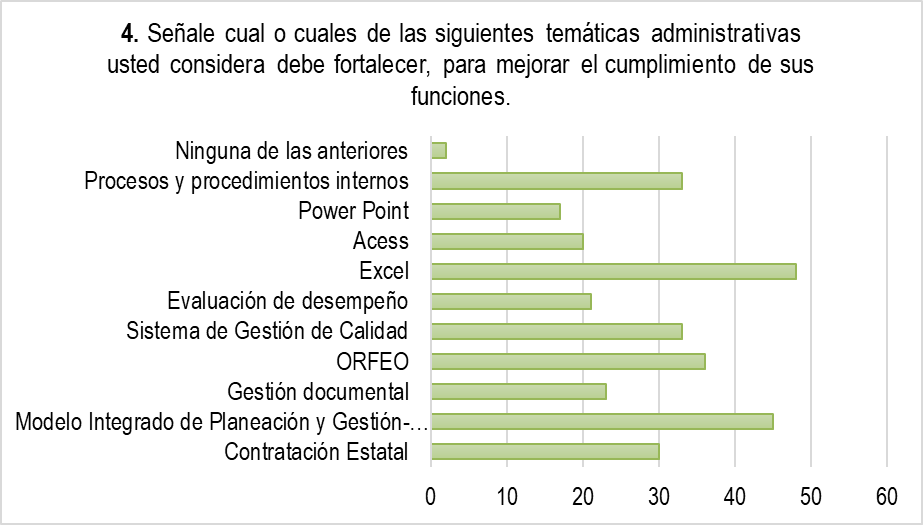 4. Señale cual o cuales de las siguientes temáticas administrativas
usted considera debe fortalecer, para mejorar el cumplimiento de sus
funciones.
Ninguna de las anteriores
Procesos y procedimientos internos
Power Point
Acess
Excel
Evaluación de desempeño
Sistema de Gestión de Calidad
ORFEO
Gestión documental
Modelo Integrado de Planeación y Gestión-…
Contratación Estatal
0 10 20 30 40 50 60